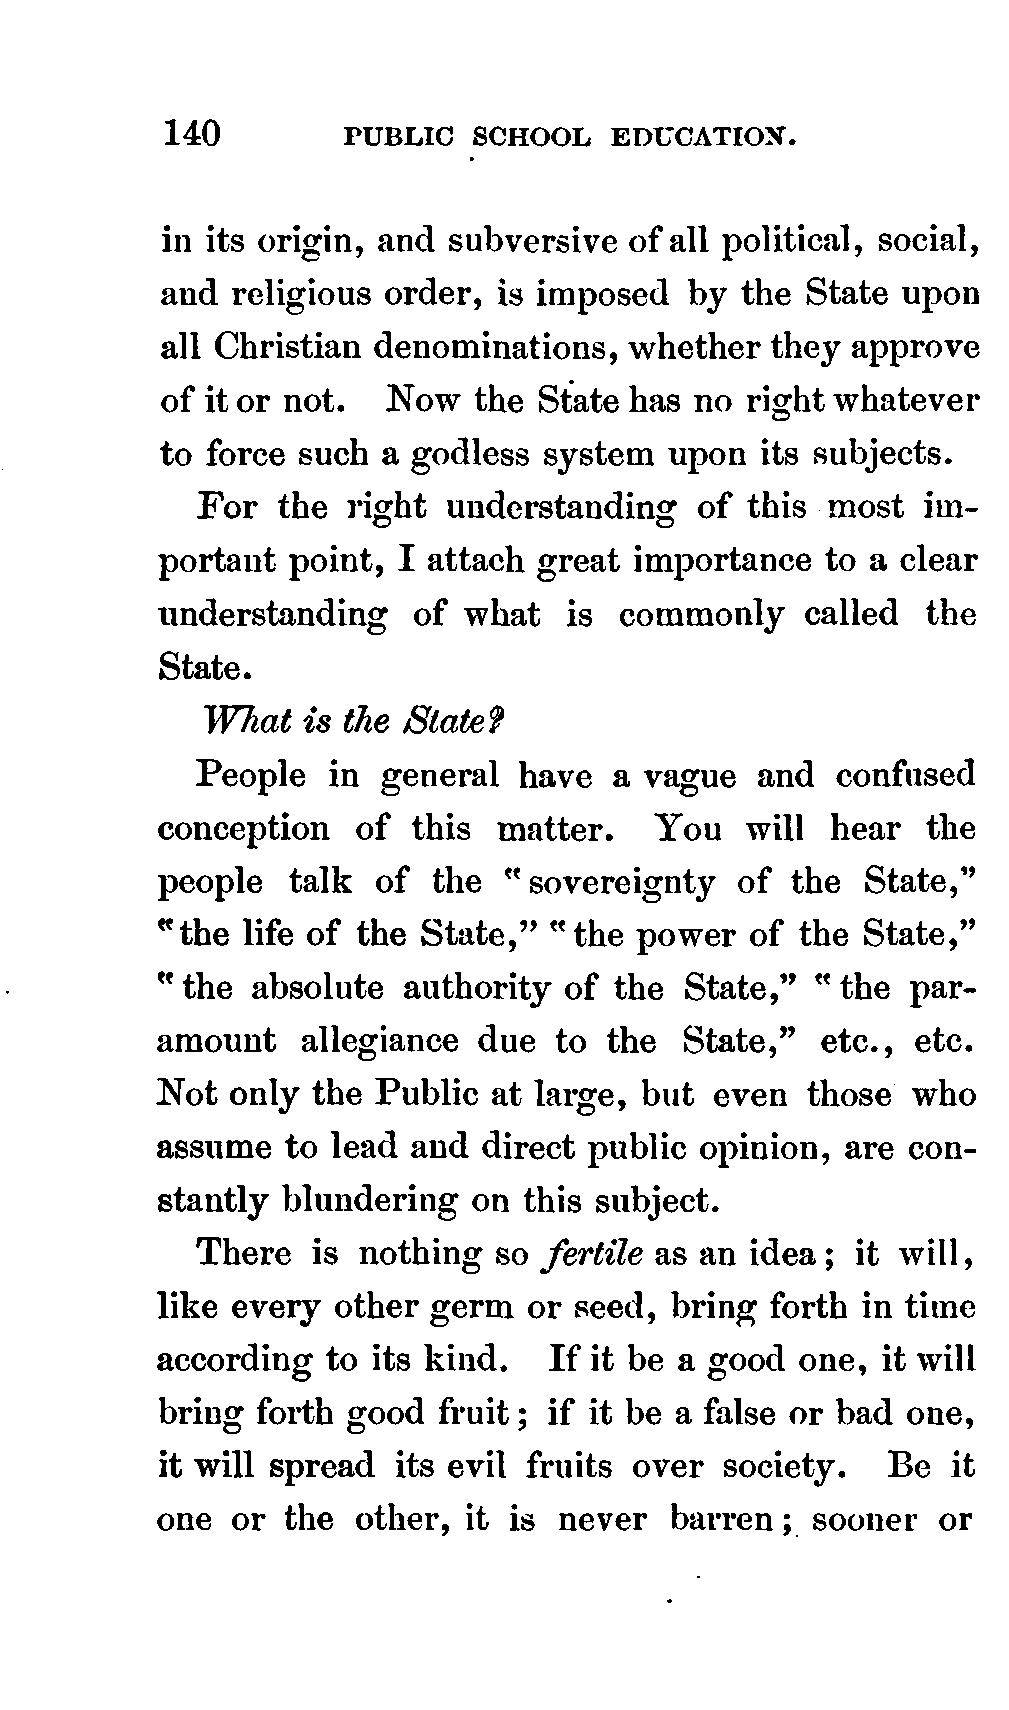 140 PUBLIC SCHOOL EDUCATION.
in its origin, and subversive of all political, social,
and religious order, is imposed by the State upon
all Christian denominations, whether they approve
of it or not. Now the State has no right whatever
to force such a godless system upon its subjects.
For the right understanding of this most im-
portant point, I attach great importance to a clear
understanding of what is commonly called the
State.
What is the State?
People in general have a vague and confused
conception of this matter. You will hear the
people talk of the "sovereignty of the State,"
"the life of the State," "the power of the State,"
"the absolute authority of the State," "the par-
amount allegiance due to the State," etc., etc.
Not only the Public at large, but even those who
assume to lead and direct public opinion, are con-
stantly blundering on this subject.
There is nothing so fertile as an idea; it will,
like every other germ or seed, bring forth in time
according to its kind. If it be a good one, it will
bring forth good fruit; if it be a false or bad one,
it will spread its evil fruits over society. Be it
one or the other, it is never barren; sooner or